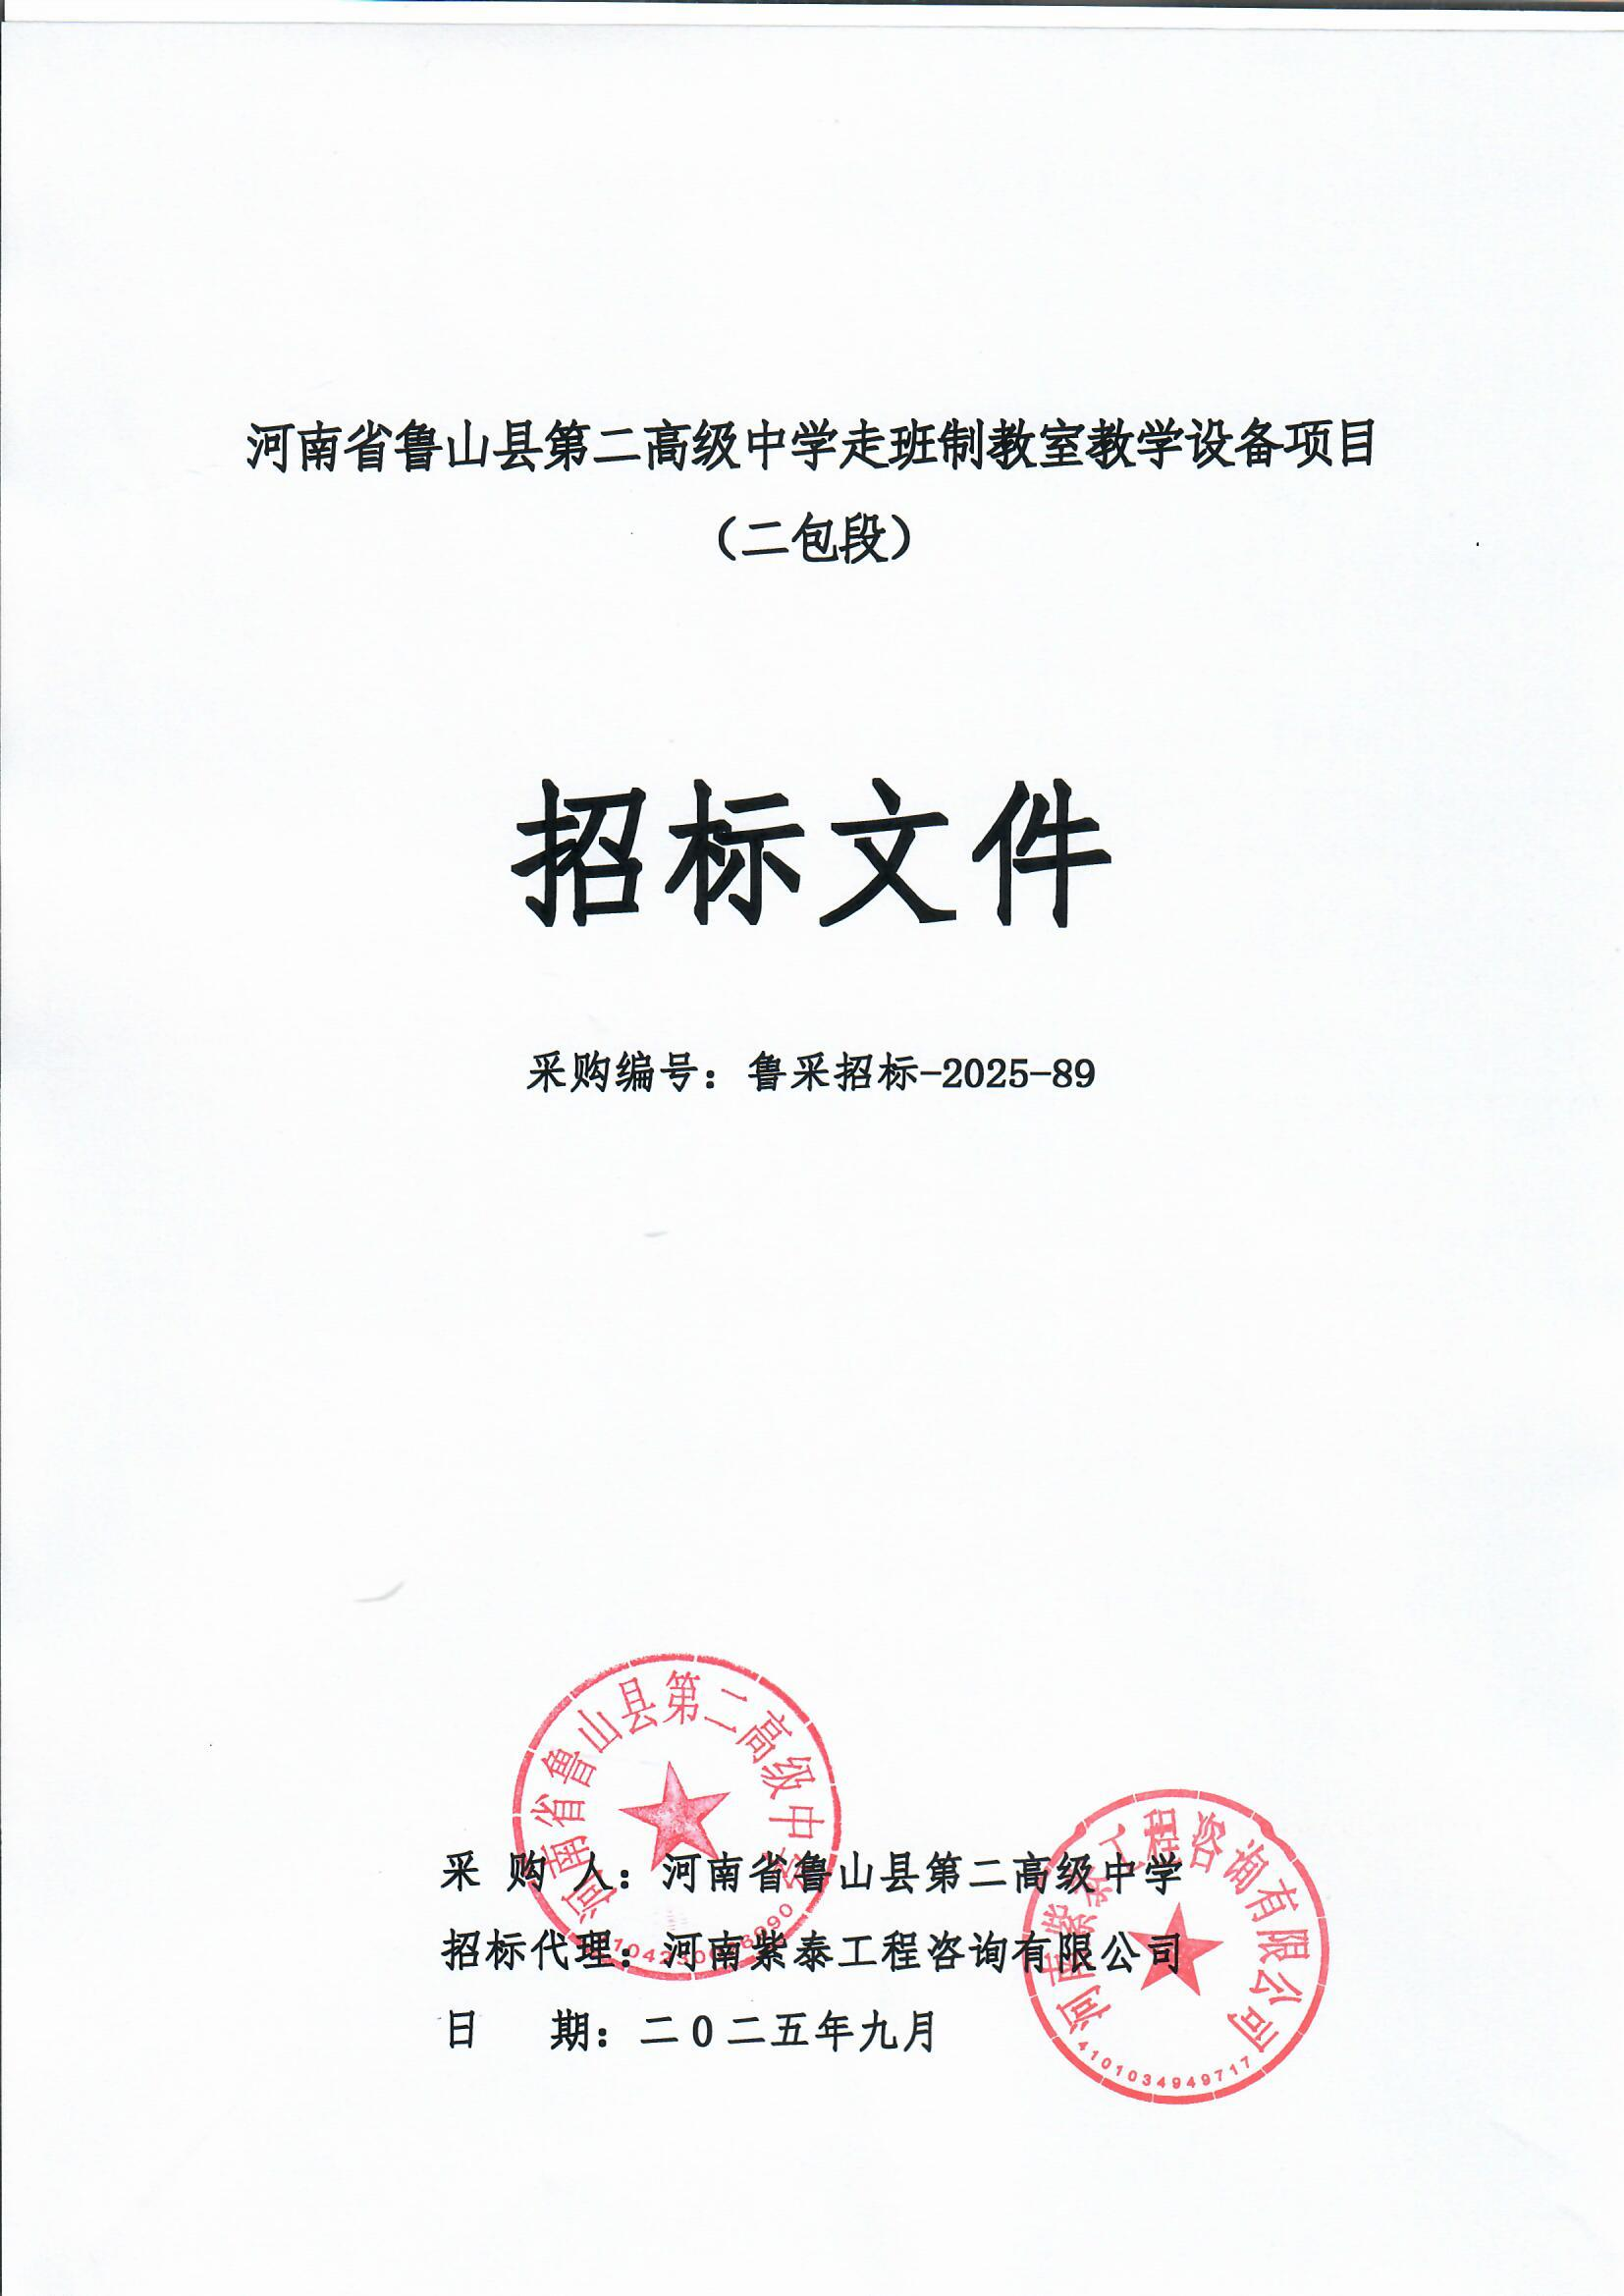 河南省鲁山县第二高级中学走班制教室教学设备项目
（二包段）
招标文件
采购编号：鲁采招标-2025-89
河南省鲁山县第二高级中学
采 购 人：河南省鲁山县第二高级中学
招标代理：河南紫泰工程咨询有限公司
日 期：二0二五年九月
河南紫泰工程咨询有限公司
4101034949717